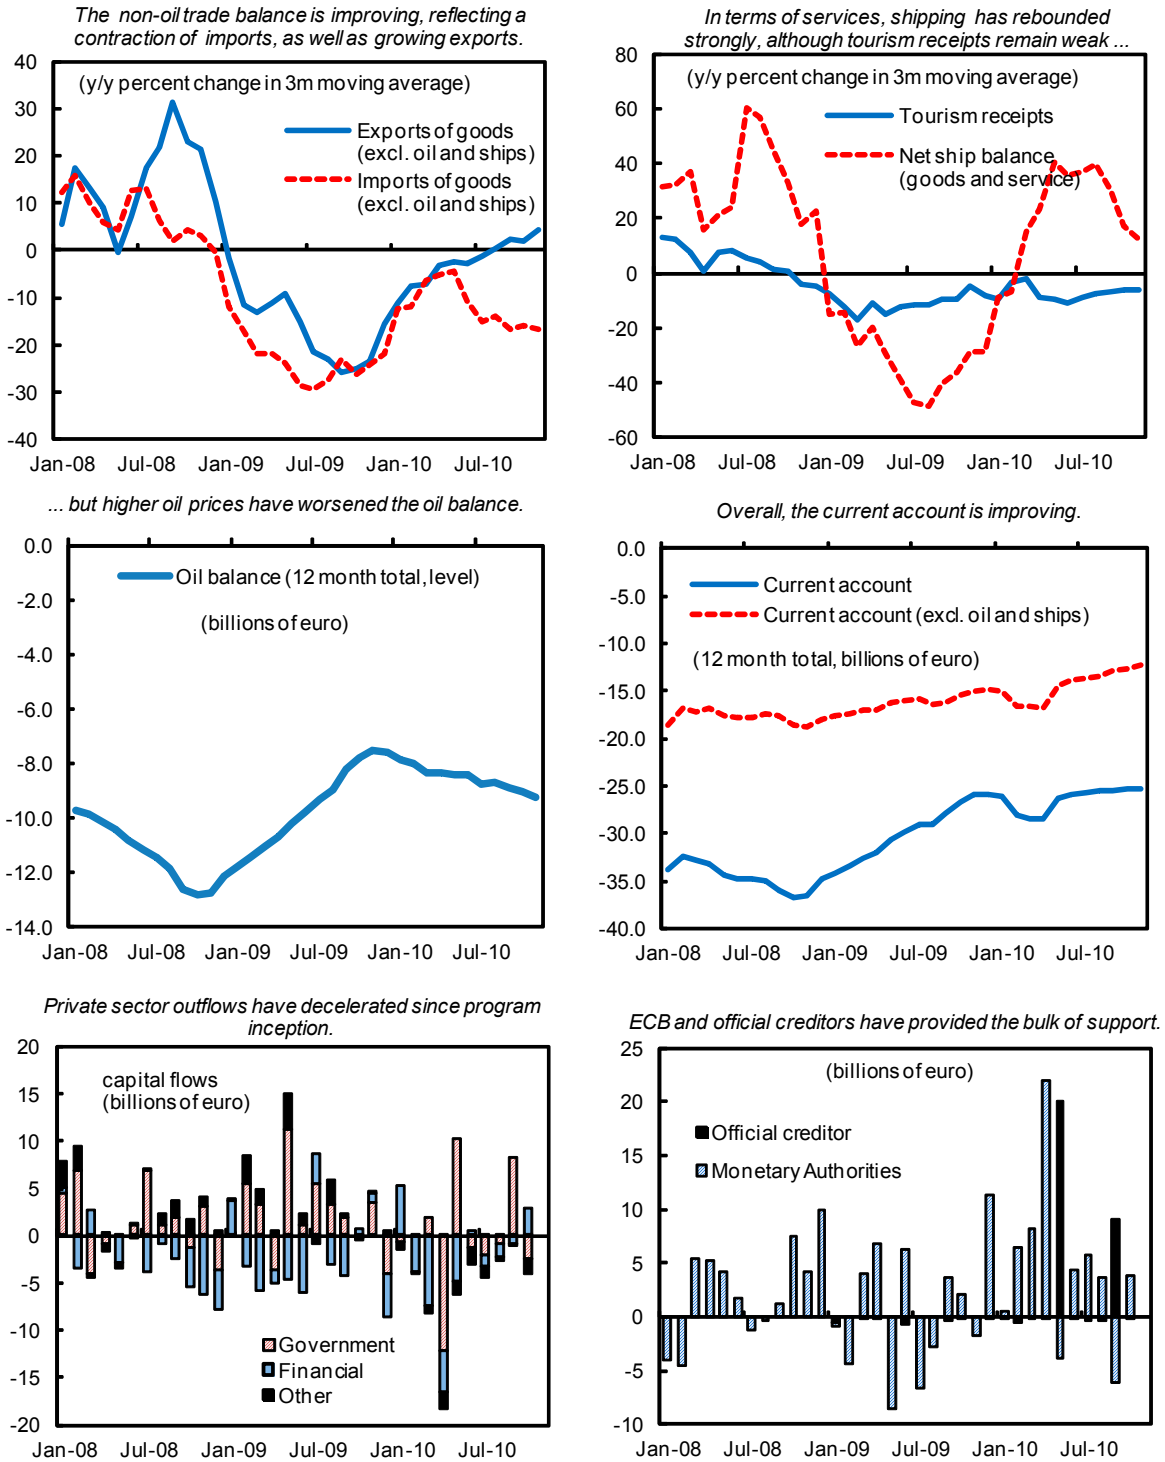 The non-oil trade balance is improving, reflecting a
contraction of imports, as well as growing exports.
40
30
20
10
0
-10
-20
-30
-40
(y/y percent change in 3m moving average)
Exports of goods
(excl. oil and ships)
Imports of goods
(excl. oil and ships)
Jan-08 Jul-08 Jan-09 Jul-09 Jan-10 Jul-10
In terms of services, shipping has rebounded
strongly, although tourism receipts remain weak ...
80
60
40
20
0
-20
-40
-60
(y/y percent change in 3m moving average)
Tourism receipts
Net ship balance
(goods and service)
Jan-08 Jul-08 Jan-09 Jul-09 Jan-10 Jul-10
... but higher oil prices have worsened the oil balance.
0.0
-2.0
-4.0
-6.0
-8.0
-10.0
-12.0
-14.0
Oil balance (12 month total, level)
(billions of euro)
Jan-08 Jul-08 Jan-09 Jul-09 Jan-10 Jul-10
Overall, the current account is improving.
0.0
-5.0
-10.0
-15.0
-20.0
-25.0
-30.0
-35.0
-40.0
Current account
Current account (excl. oil and ships)
(12 month total, billions of euro)
Jan-08 Jul-08 Jan-09 Jul-09 Jan-10 Jul-10
Private sector outflows have decelerated since program
inception.
20
15
10
5
0
-5
-10
-15
-20
capital flows
(billions of euro)
Government
Financial
Other
Jan-08 Jul-08 Jan-09 Jul-09 Jan-10 Jul-10
ECB and official creditors have provided the bulk of support.
25
20
15
10
5
0
-5
-10
(billions of euro)
Official creditor
Monetary Authorities
Jan-08 Jul-08 Jan-09 Jul-09 Jan-10 Jul-10